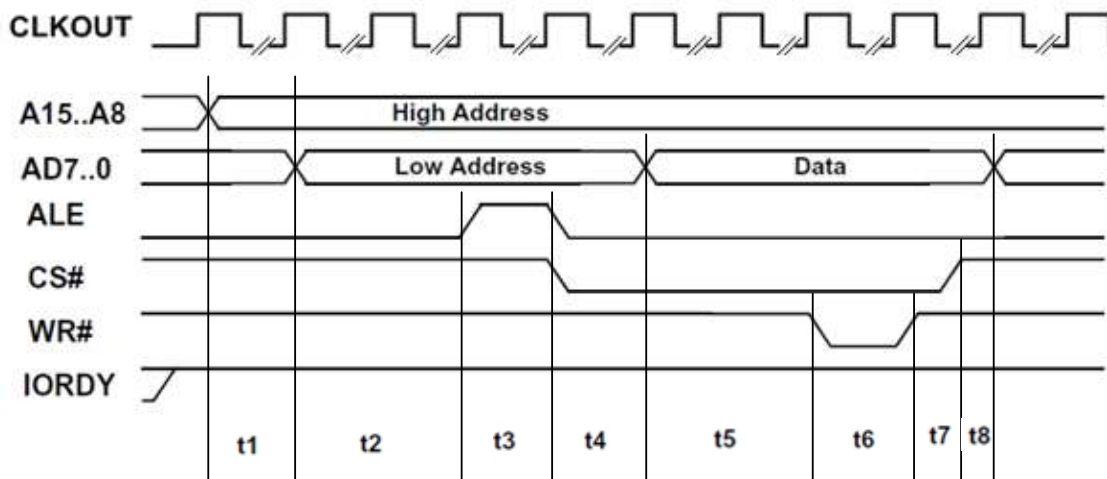 CLKOUT
A15..A8 High Address
AD7..0 Low Address Data
ALE
CS#
WR#
IORDY
t1 t2 t3 t4 t5 t6 t7 t8